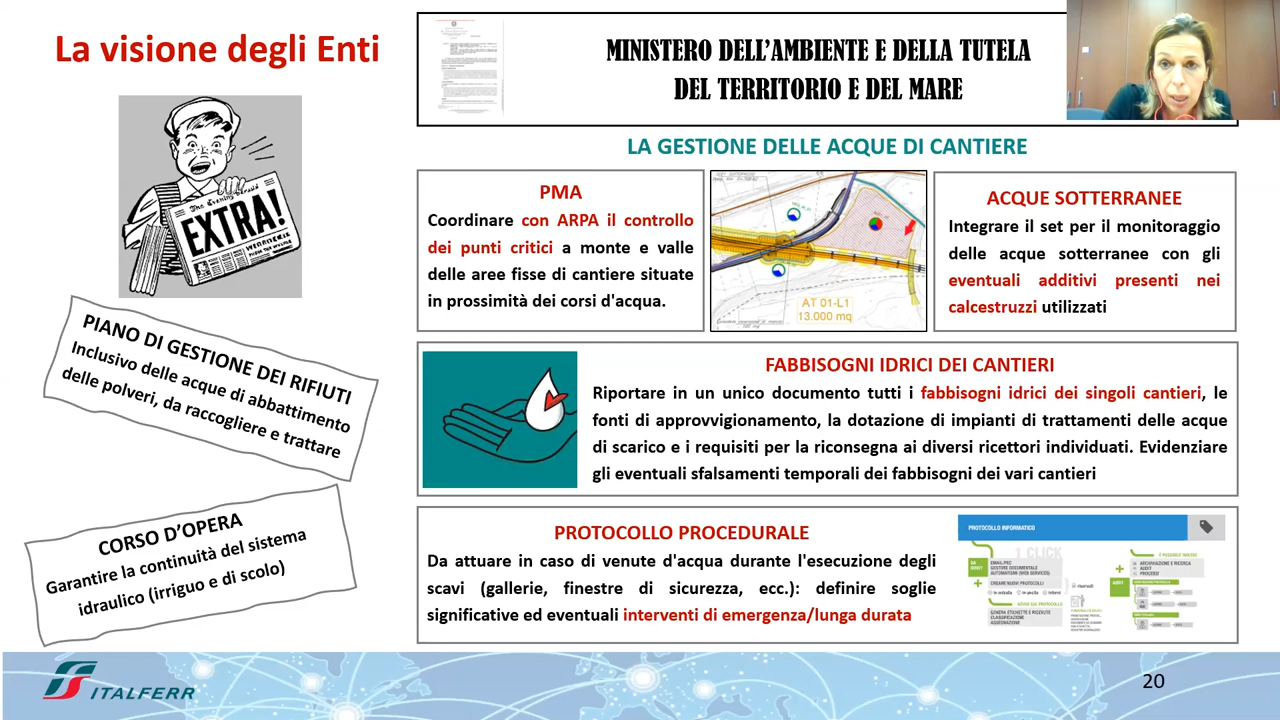 La visione degli Enti
MINISTERO DELL'AMBIENTE E DELLA TUTELA
DEL TERRITORIO E DEL MARE
LA GESTIONE DELLE ACQUE DI CANTIERE
The Evening
EXTRA!
PIANO DI GESTIONE DEI RIFIUTI
Inclusivo delle acque di abbattimento
delle polveri, da raccogliere e trattare
CORSO D'OPERA
Garantire la continuità del sistema
idraulico (irriguo e di scolo)
PMA
Coordinare con ARPA il controllo
dei punti critici a monte e valle
delle aree fisse di cantiere situate
in prossimità dei corsi d'acqua.
AT 01-L1
13.000 mq
ACQUE SOTTERRANEE
Integrare il set per il monitoraggio
delle acque sotterranee con gli
eventuali additivi presenti nei
calcestruzzi utilizzati
FABBISOGNI IDRICI DEI CANTIERI
Riportare in un unico documento tutti i fabbisogni idrici dei singoli cantieri, le
fonti di approvvigionamento, la dotazione di impianti di trattamenti delle acque
di scarico e i requisiti per la riconsegna ai diversi ricettori individuati. Evidenziare
gli eventuali sfalsamenti temporali dei fabbisogni dei vari cantieri
PROTOCOLLO PROCEDURALE
Da attuare in caso di venute d'acqua durante l'esecuzione degli
scavi (gallerie, finestre di sicurezza, ecc.): definire soglie
significative ed eventuali interventi di emergenza/lunga durata
PROTOCOLLO INFORMATICO
1 CLICK
CREARE NUOVI PROTOCOLLI
ITALFERR
20